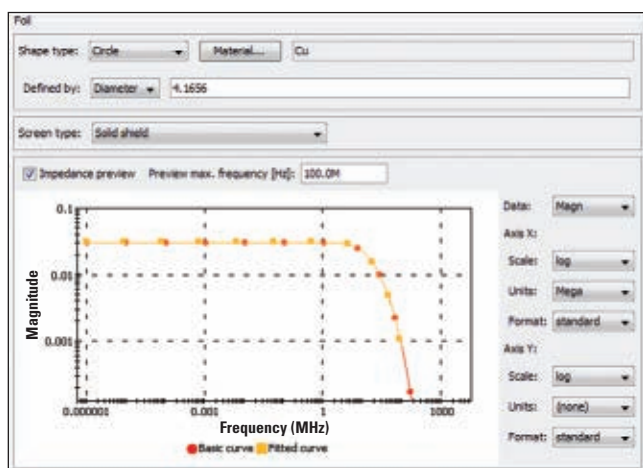 Foil
Shape type: Circle Material... Cu
Defined by: Diameter 4.1656
Screen type: Solid shield
Impedance preview Preview max. frequency [Hz]: 100.0M
Data: Magn
Axis X:
Scale: log
Units: Mega
Format: standard
Axis Y:
Scale: log
Units: (none)
Format: standard
Magnitude
0.1
0.01
0.001
0.000001 0.001 1 1000
Frequency (MHz)
Basic curve Fitted curve